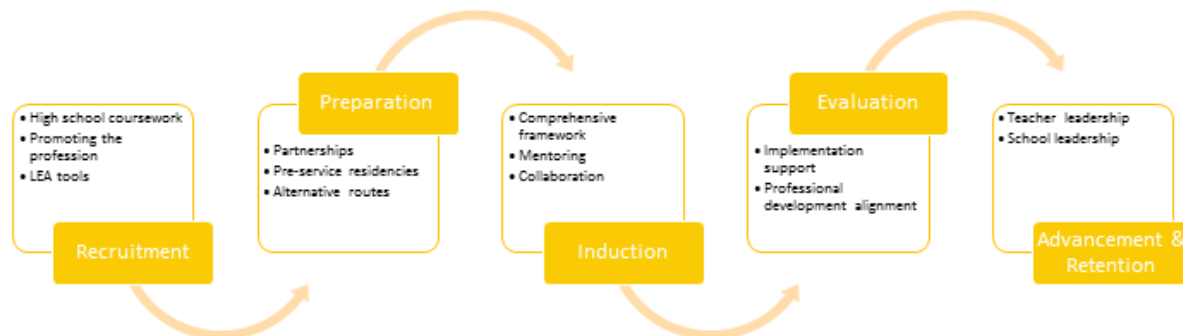 • High school coursework
• Promoting the
profession
• LEA tools
Recruitment
Preparation
• Partnerships
• Pre-service residencies
• Alternative routes
• Comprehensive
framework
• Mentoring
• Collaboration
Induction
Evaluation
• Implementation
support
• Professional
development alignment
• Teacher leadership
• School leadership
Advancement &
Retention